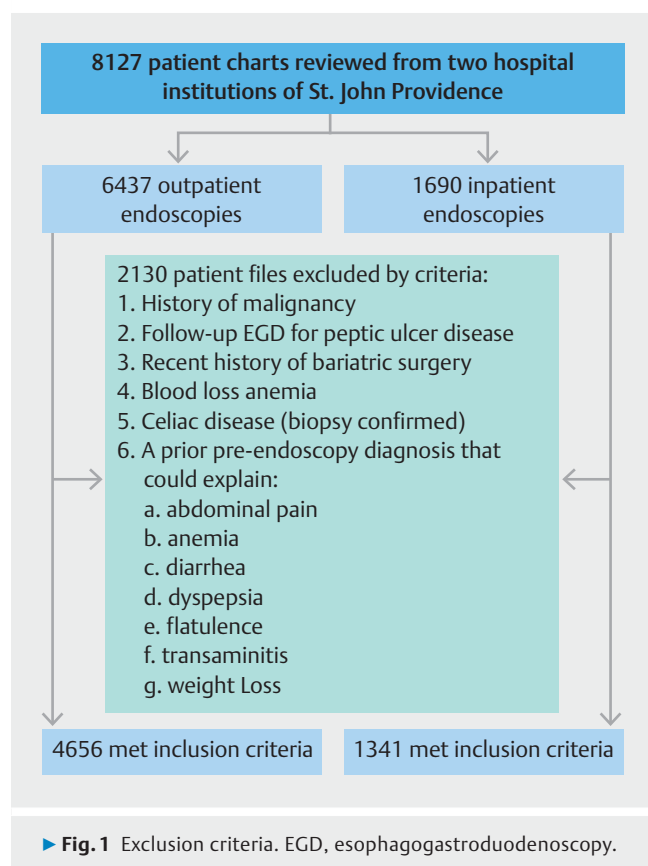 8127 patient charts reviewed from two hospital
institutions of St. John Providence
6437 outpatient
endoscopies
1690 inpatient
endoscopies
2130 patient files excluded by criteria:
1. History of malignancy
2. Follow-up EGD for peptic ulcer disease
3. Recent history of bariatric surgery
4. Blood loss anemia
5. Celiac disease (biopsy confirmed)
6. A prior pre-endoscopy diagnosis that
could explain:
a. abdominal pain
b. anemia
c. diarrhea
d. dyspepsia
e. flatulence
f. transaminitis
g. weight Loss
4656 met inclusion criteria
1341 met inclusion criteria
▶ Fig. 1 Exclusion criteria. EGD, esophagogastroduodenoscopy.